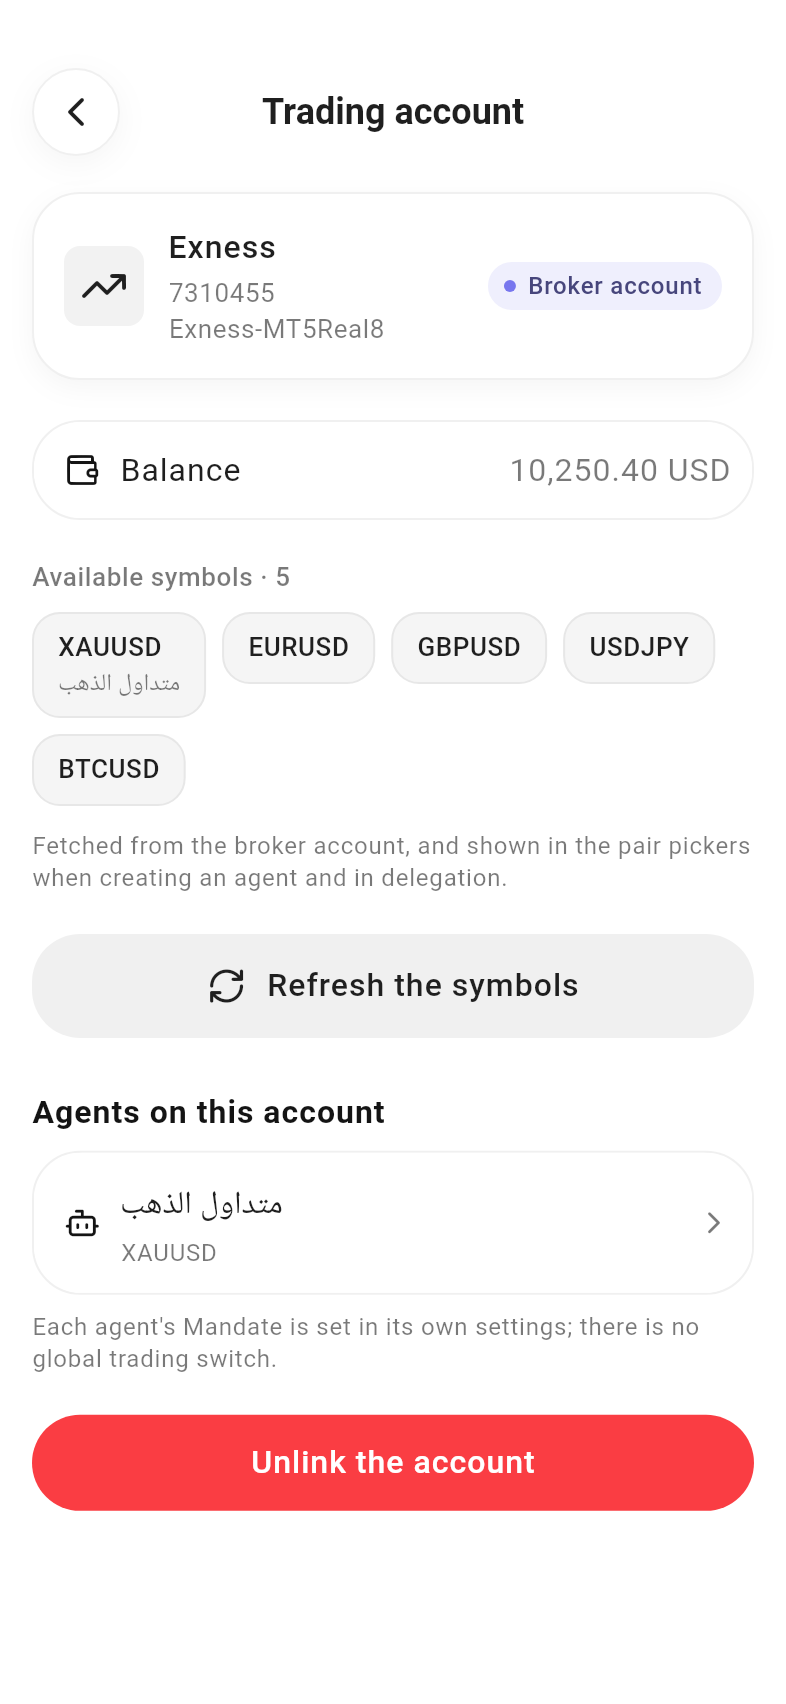 Trading account
Exness
7310455
Exness-MT5Real8
Broker account
Balance
10,250.40 USD
Available symbols · 5
XAUUSD
متداول الذهب
EURUSD
GBPUSD
USDJPY
BTCUSD
Fetched from the broker account, and shown in the pair pickers
when creating an agent and in delegation.
Refresh the symbols
Agents on this account
متداول الذهب
XAUUSD
Each agent's Mandate is set in its own settings; there is no
global trading switch.
Unlink the account